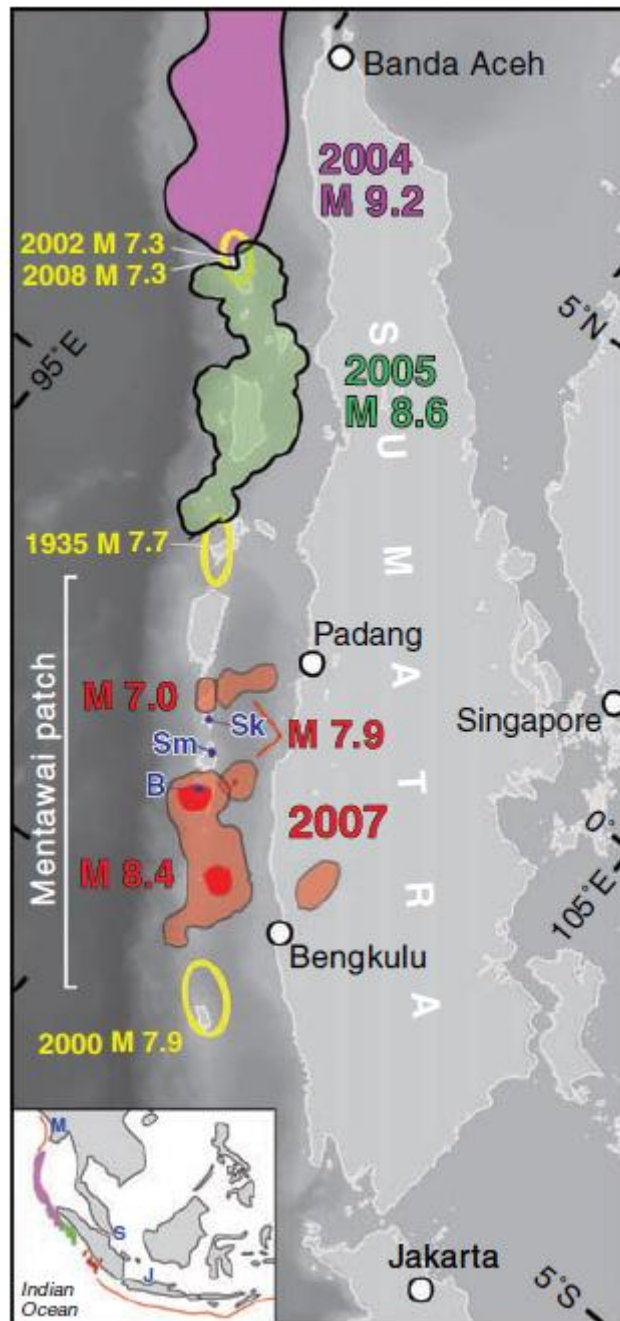 Banda Aceh
2004
M 9.2
2002 M 7.3
2008 M 7.3
5°N
95°E
2005
M 8.6
1935 M 7.7
SUMATRA
Padang
Mentawai patch
M 7.0
Sk
Singapore
Sm
M 7.9
B
2007
0°
M 8.4
105°E
Bengkulu
2000 M 7.9
M
S
J
Indian
Ocean
Jakarta
5°S